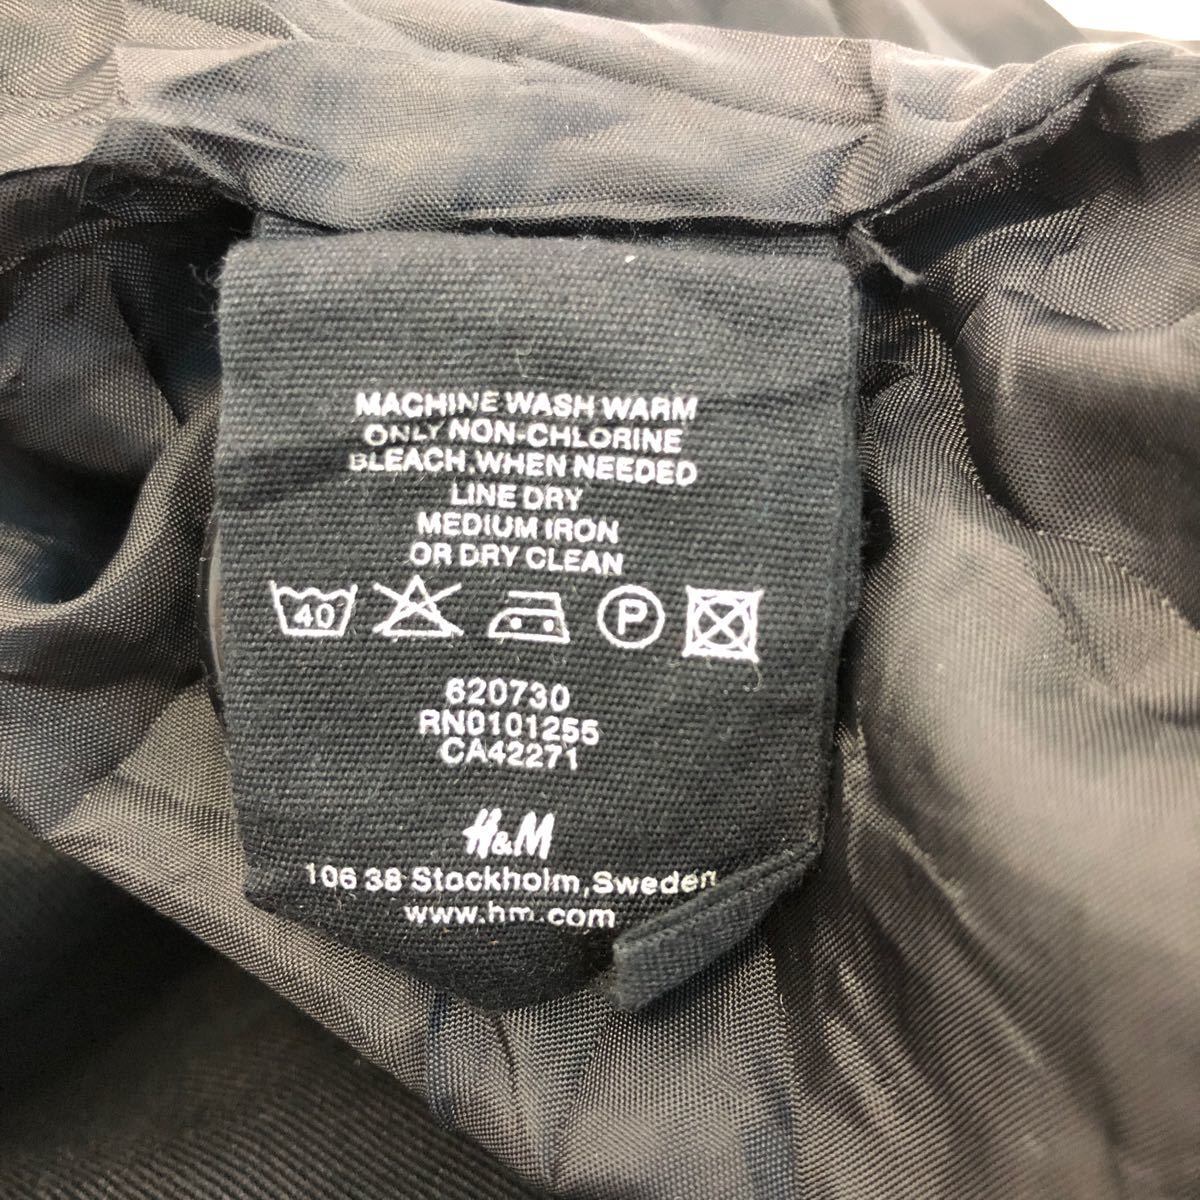 MACHINE WASH WARM
ONLY NON-CHLORINE
BLEACH.WHEN NEEDED
LINE DRY
MEDIUM IRON
OR DRY CLEAN
40 P
620730
RN0101255
CA42271
H&M
106 38 Stockholm,Sweden
www.hm.com